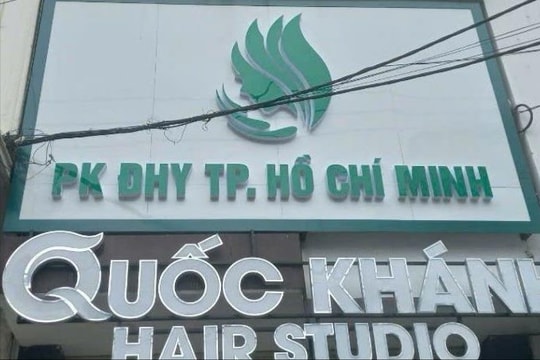 PK ĐHY TP. HỒ CHÍ MINH
QUỐC KHÁNH
HAIR STUDIO